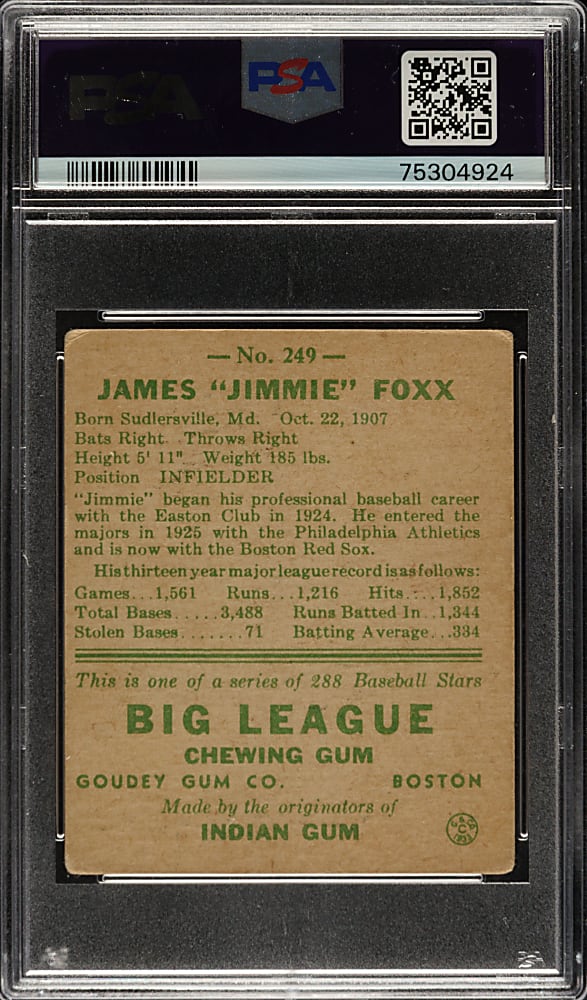 PSA
PSA
75304924
— No. 249 —
JAMES "JIMMIE" FOXX
Born Sudlersville, Md. Oct. 22, 1907
Bats Right Throws Right
Height 5' 11" Weight 185 lbs.
Position INFIELDER
"Jimmie" began his professional baseball career
with the Easton Club in 1924. He entered the
majors in 1925 with the Philadelphia Athletics
and is now with the Boston Red Sox.
His thirteen year major league record is as follows:
Games...1,561 Runs...1,216 Hits....1,852
Total Bases.....3,488 Runs Batted In..1,344
Stolen Bases.......71 Batting Average...334
This is one of a series of 288 Baseball Stars
BIG LEAGUE
CHEWING GUM
GOUDEY GUM CO. BOSTON
Made by the originators of
INDIAN GUM